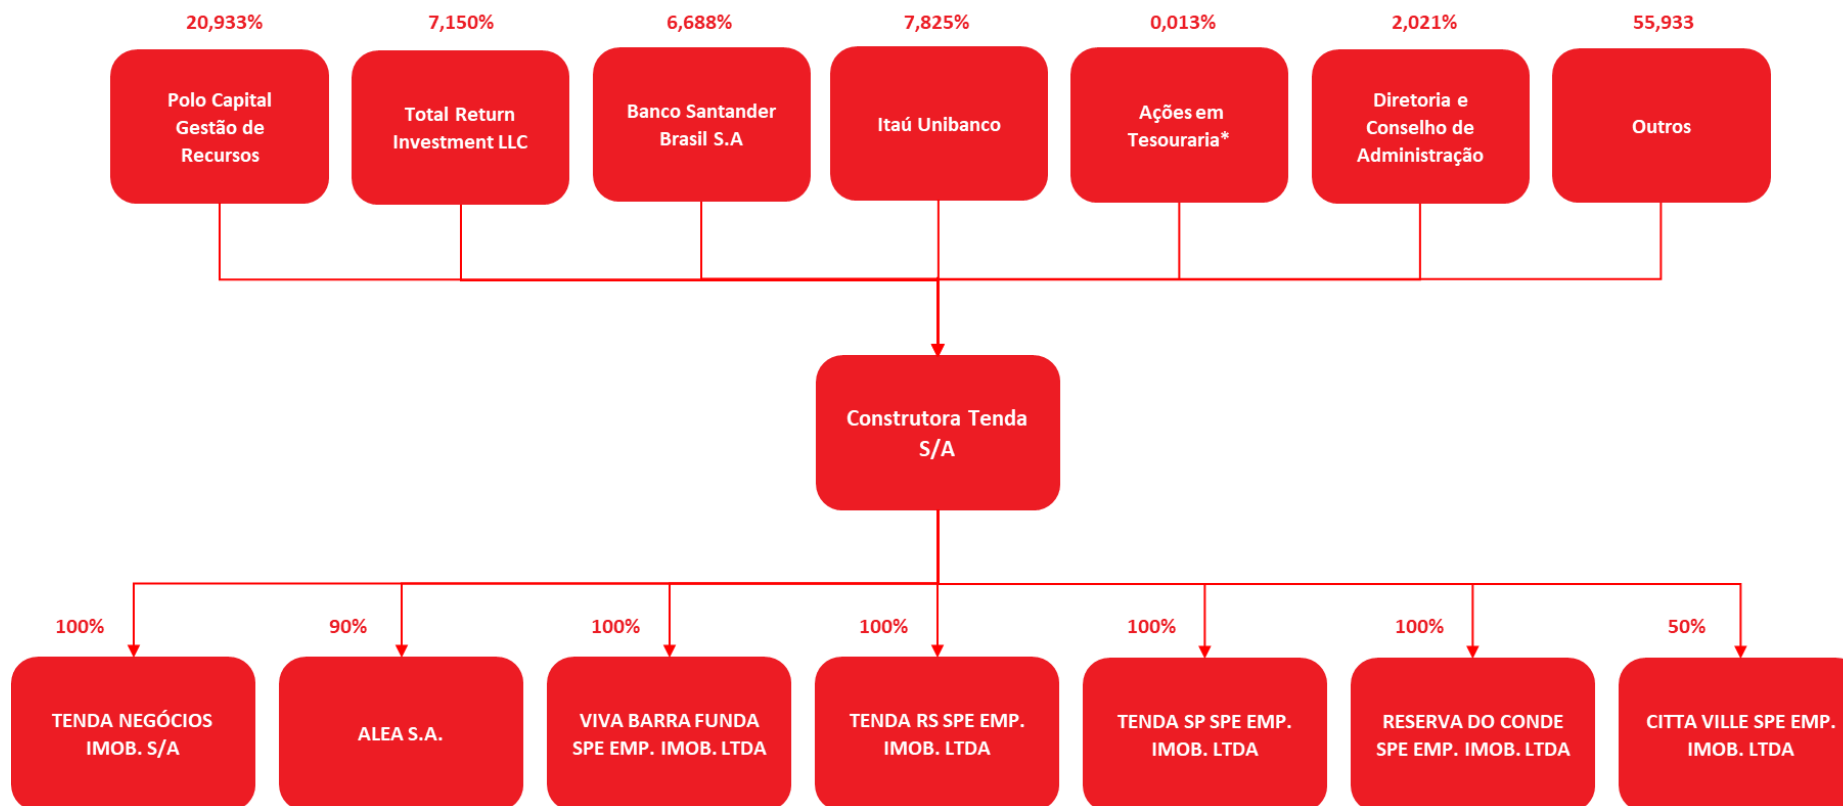 20,933%
7,150%
6,688%
7,825%
0,013%
2,021%
55,933
Polo Capital
Gestão de
Recursos
Total Return
Investment LLC
Banco Santander
Brasil S.A
Itaú Unibanco
Ações em
Tesouraria*
Diretoria e
Conselho de
Administração
Outros
Construtora Tenda
S/A
100%
90%
100%
100%
100%
100%
50%
TENDA NEGÓCIOS
IMOB. S/A
ALEA S.A.
VIVA BARRA FUNDA
SPE EMP. IMOB. LTDA
TENDA RS SPE EMP.
IMOB. LTDA
TENDA SP SPE EMP.
IMOB. LTDA
RESERVA DO CONDE
SPE EMP. IMOB. LTDA
CITTA VILLE SPE EMP.
IMOB. LTDA